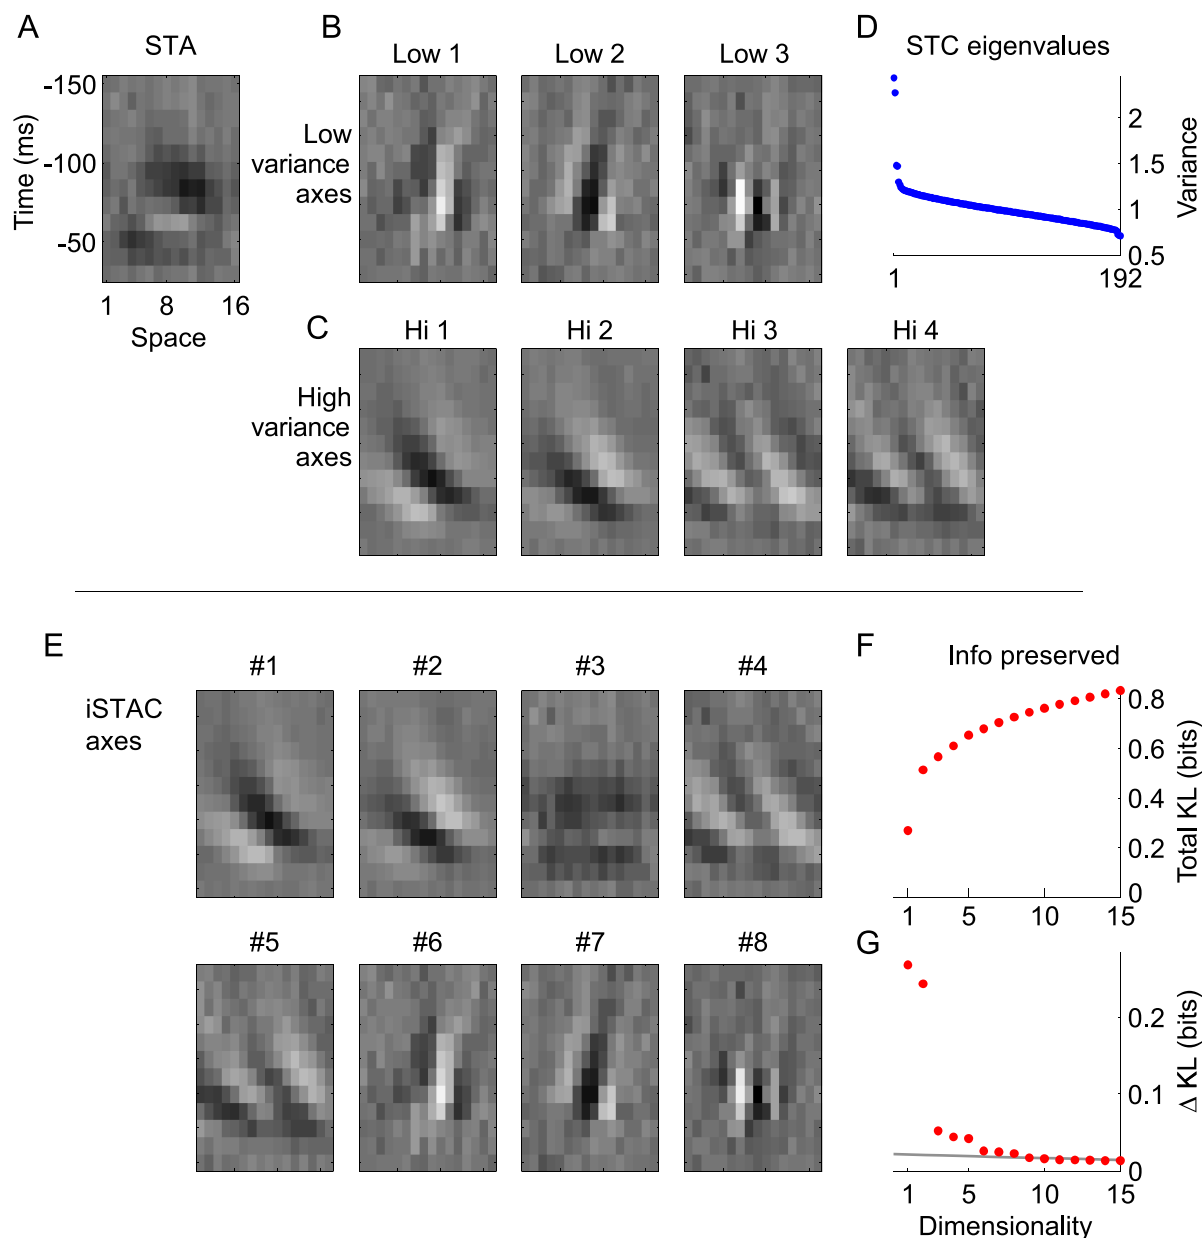 A
STA
-150
-100
-50
Time (ms)
1 8 16
Space
B
Low 1 Low 2 Low 3
Low
variance
axes
C
Hi 1 Hi 2 Hi 3 Hi 4
High
variance
axes
D
STC eigenvalues
2
1.5
1
0.5
Variance
1 192
E
iSTAC
axes
#1 #2 #3 #4
#5 #6 #7 #8
F
Info preserved
0.8
0.6
0.4
0.2
0
Total KL (bits)
1 5 10 15
G
0.2
0.1
0
Δ KL (bits)
1 5 10 15
Dimensionality